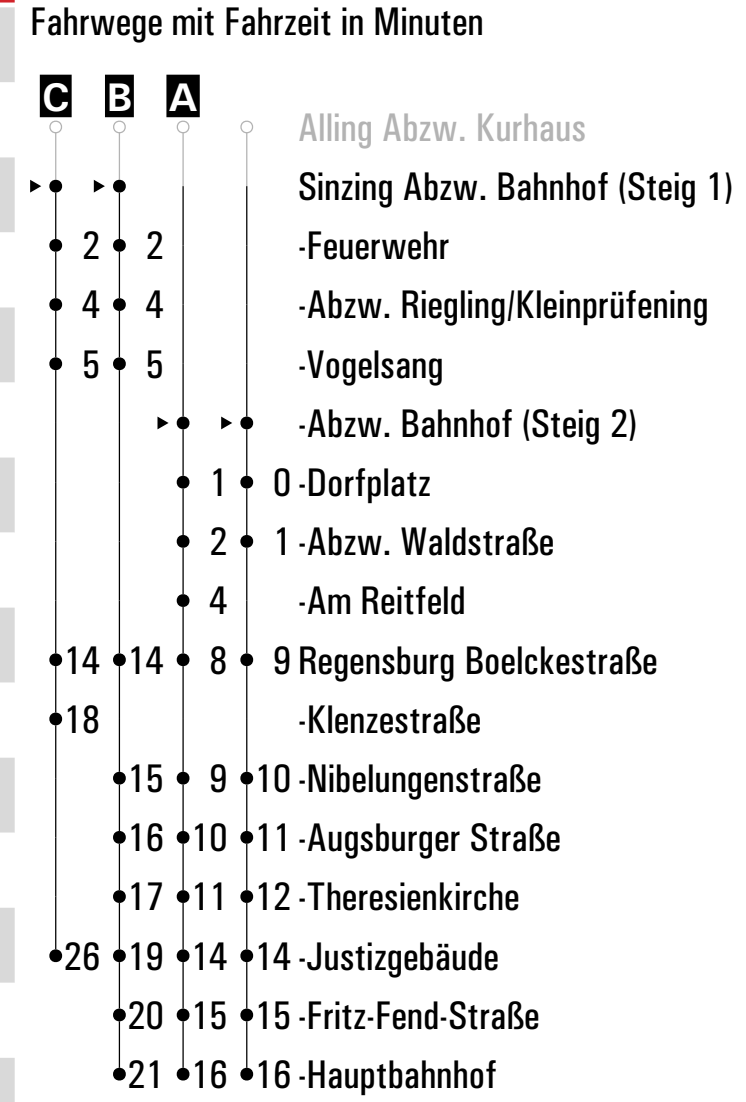 Fahrwege mit Fahrzeit in Minuten
C B A
Alling Abzw. Kurhaus
Sinzing Abzw. Bahnhof (Steig 1)
2 2 -Feuerwehr
4 4 -Abzw. Riegling/Kleinprüfening
5 5 -Vogelsang
-Abzw. Bahnhof (Steig 2)
1 0 -Dorfplatz
2 1 -Abzw. Waldstraße
4 -Am Reitfeld
14 14 8 9 Regensburg Boelckestraße
18 -Klenzestraße
15 9 10 -Nibelungenstraße
16 10 11 -Augsburger Straße
17 11 12 -Theresienkirche
26 19 14 14 -Justizgebäude
20 15 15 -Fritz-Fend-Straße
21 16 16 -Hauptbahnhof